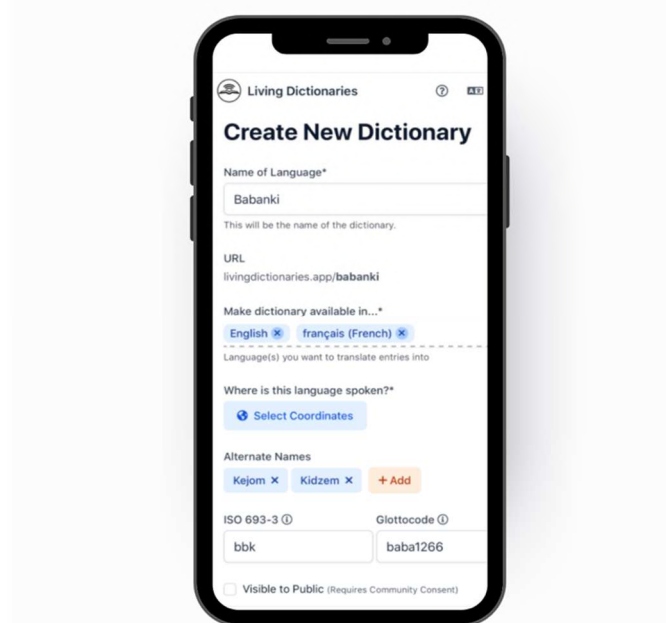 Living Dictionaries
Create New Dictionary
Name of Language*
Babanki
This will be the name of the dictionary.
URL
livingdictionaries.app/babanki
Make dictionary available in...*
English × français (French) ×
Language(s) you want to translate entries into
Where is this language spoken?*
Select Coordinates
Alternate Names
Kejom × Kidzem × + Add
ISO 693-3 Glottocode
bbk baba1266
Visible to Public (Requires Community Consent)